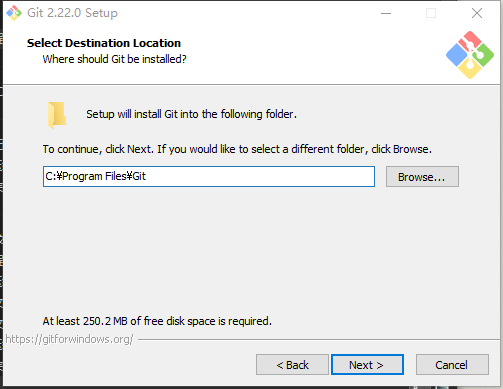 Git 2.22.0 Setup
Select Destination Location
Where should Git be installed?
Setup will install Git into the following folder.
To continue, click Next. If you would like to select a different folder, click Browse.
C:¥Program Files¥Git
Browse...
At least 250.2 MB of free disk space is required.
https://gitforwindows.org/
< Back
Next >
Cancel